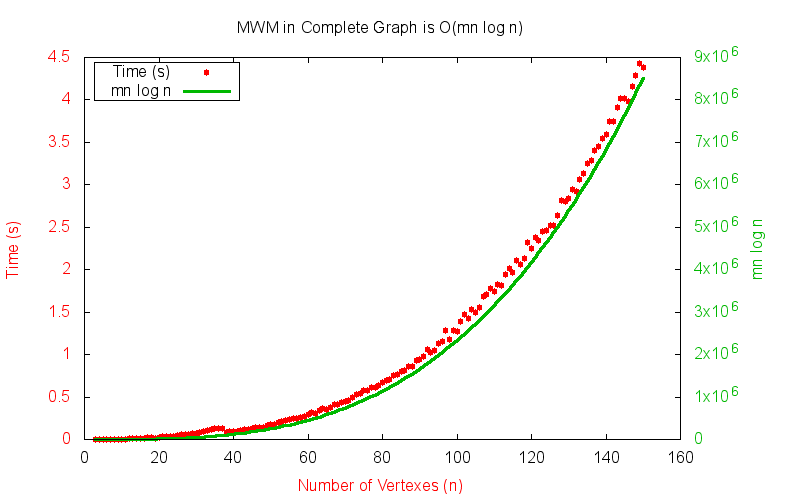 MWM in Complete Graph is O(mn log n)
Time (s)
mn log n
4.5
4
3.5
3
2.5
2
1.5
1
0.5
0
Time (s)
9x10^6
8x10^6
7x10^6
6x10^6
5x10^6
4x10^6
3x10^6
2x10^6
1x10^6
0
mn log n
0 20 40 60 80 100 120 140 160
Number of Vertexes (n)